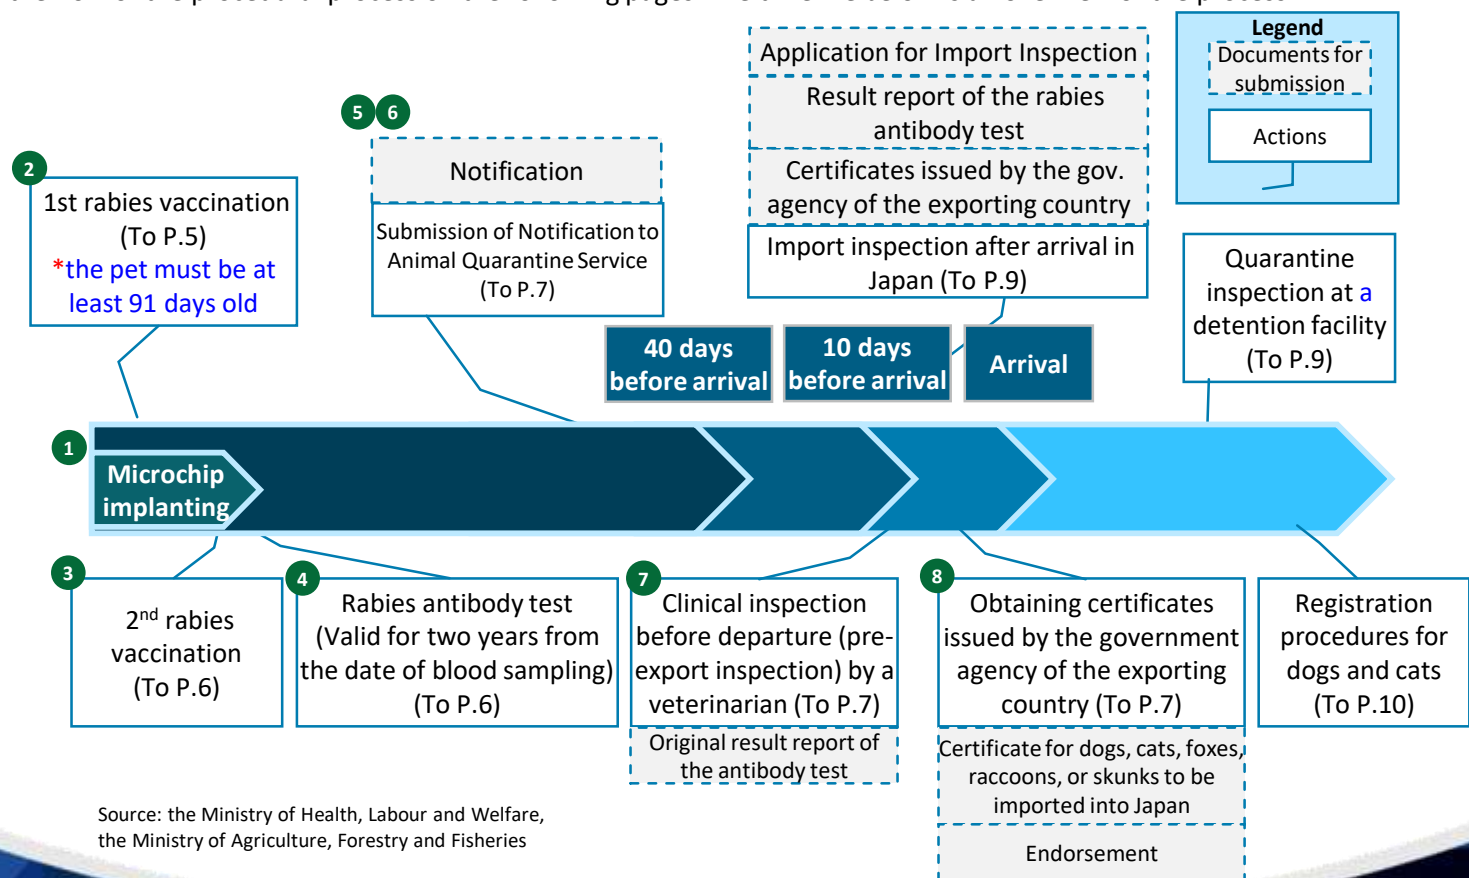 Legend
Documents for
submission
Actions
Application for Import Inspection
Result report of the rabies
antibody test
Certificates issued by the gov.
agency of the exporting country
Import inspection after arrival in
Japan (To P.9)
5 6
Notification
Submission of Notification to
Animal Quarantine Service
(To P.7)
2
1st rabies vaccination
(To P.5)
*the pet must be at
least 91 days old
Quarantine
inspection at a
detention facility
(To P.9)
40 days
before arrival
10 days
before arrival
Arrival
1
Microchip
implanting
3
2nd rabies
vaccination
(To P.6)
4
Rabies antibody test
(Valid for two years from
the date of blood sampling)
(To P.6)
7
Clinical inspection
before departure (pre-
export inspection) by a
veterinarian (To P.7)
Original result report of
the antibody test
8
Obtaining certificates
issued by the government
agency of the exporting
country (To P.7)
Certificate for dogs, cats, foxes,
raccoons, or skunks to be
imported into Japan
Endorsement
Registration
procedures for
dogs and cats
(To P.10)
Source: the Ministry of Health, Labour and Welfare,
the Ministry of Agriculture, Forestry and Fisheries